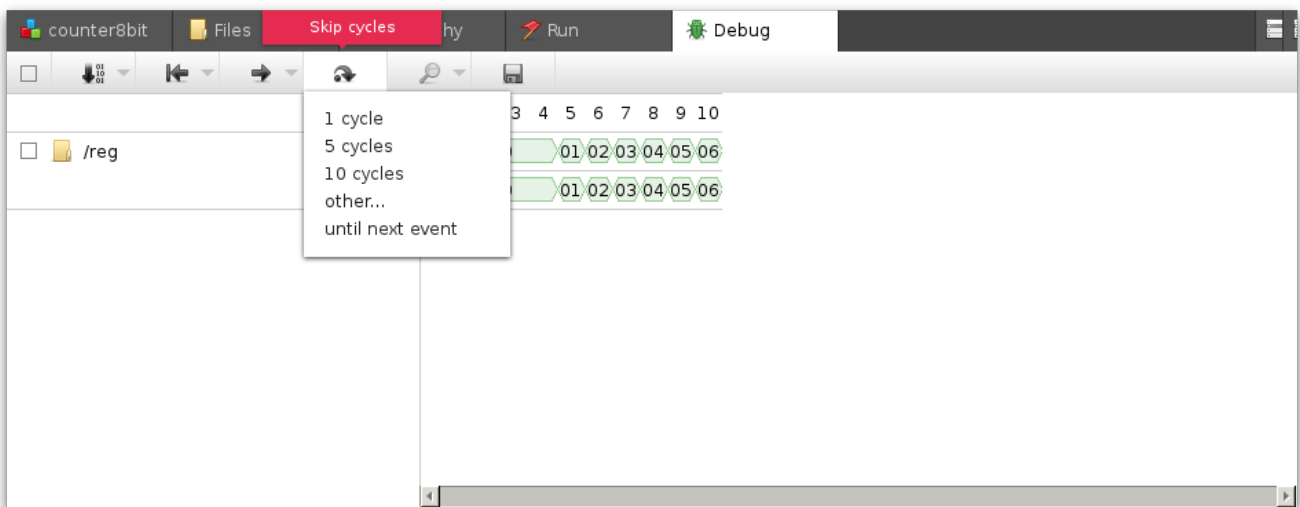 counter8bit Files Skip cycles hy Run Debug
3 4 5 6 7 8 9 10
1 cycle
/reg 01 02 03 04 05 06
5 cycles
10 cycles
01 02 03 04 05 06
other...
until next event